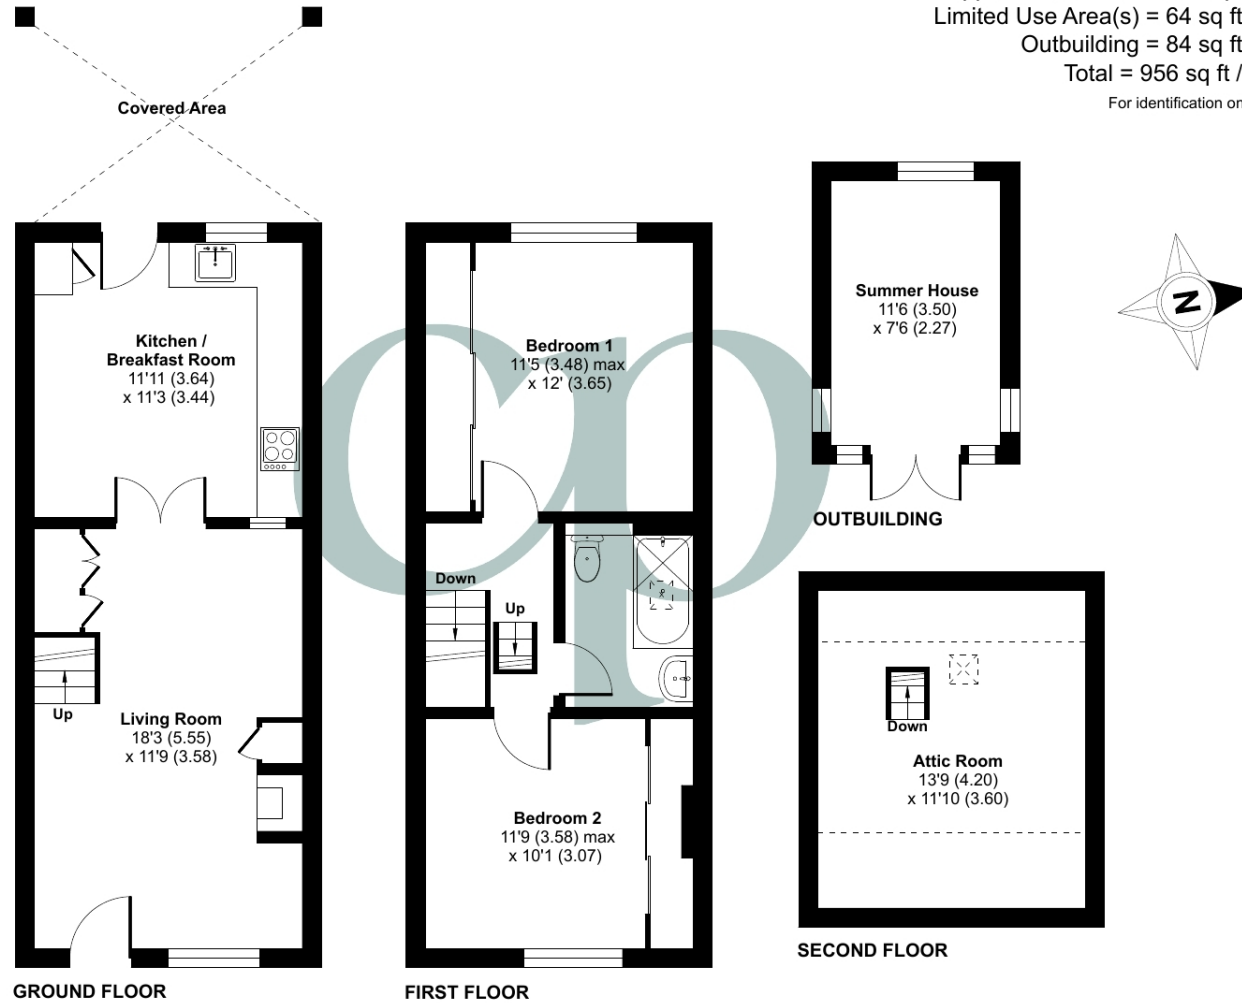 Limited Use Area(s) = 64 sq ft
Outbuilding = 84 sq ft
Total = 956 sq ft /
For identification
Covered Area
Kitchen /
Breakfast Room
11'11 (3.64)
x 11'3 (3.44)
Up
Living Room
18'3 (5.55)
x 11'9 (3.58)
GROUND FLOOR
Bedroom 1
11'5 (3.48) max
x 12' (3.65)
Down
Up
Bedroom 2
11'9 (3.58) max
x 10'1 (3.07)
FIRST FLOOR
cp
Summer House
11'6 (3.50)
x 7'6 (2.27)
OUTBUILDING
N
Down
Attic Room
13'9 (4.20)
x 11'10 (3.60)
SECOND FLOOR